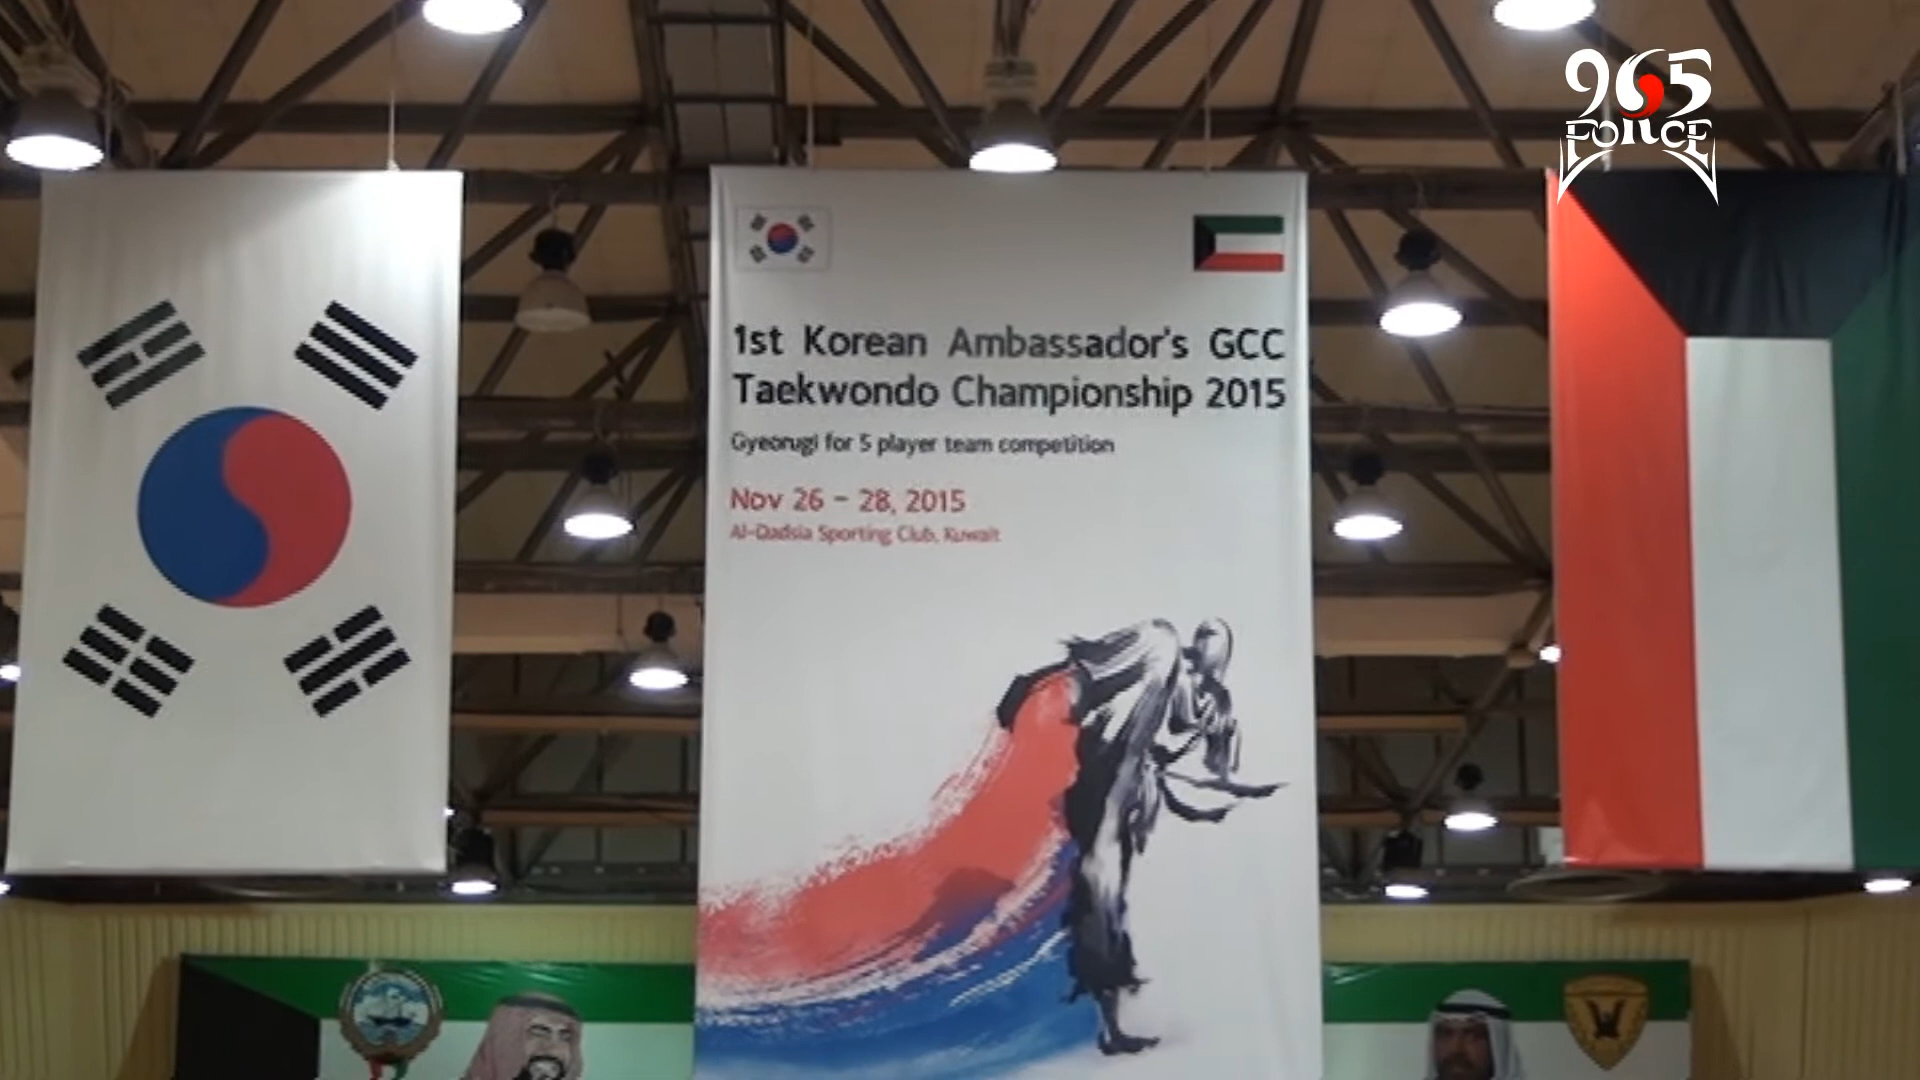 965
FORCE
1st Korean Ambassador's GCC
Taekwondo Championship 2015
Gyeorugi for 5 player team competition
Nov 26 - 28, 2015
Al-Qadsia Sporting Club, Kuwait